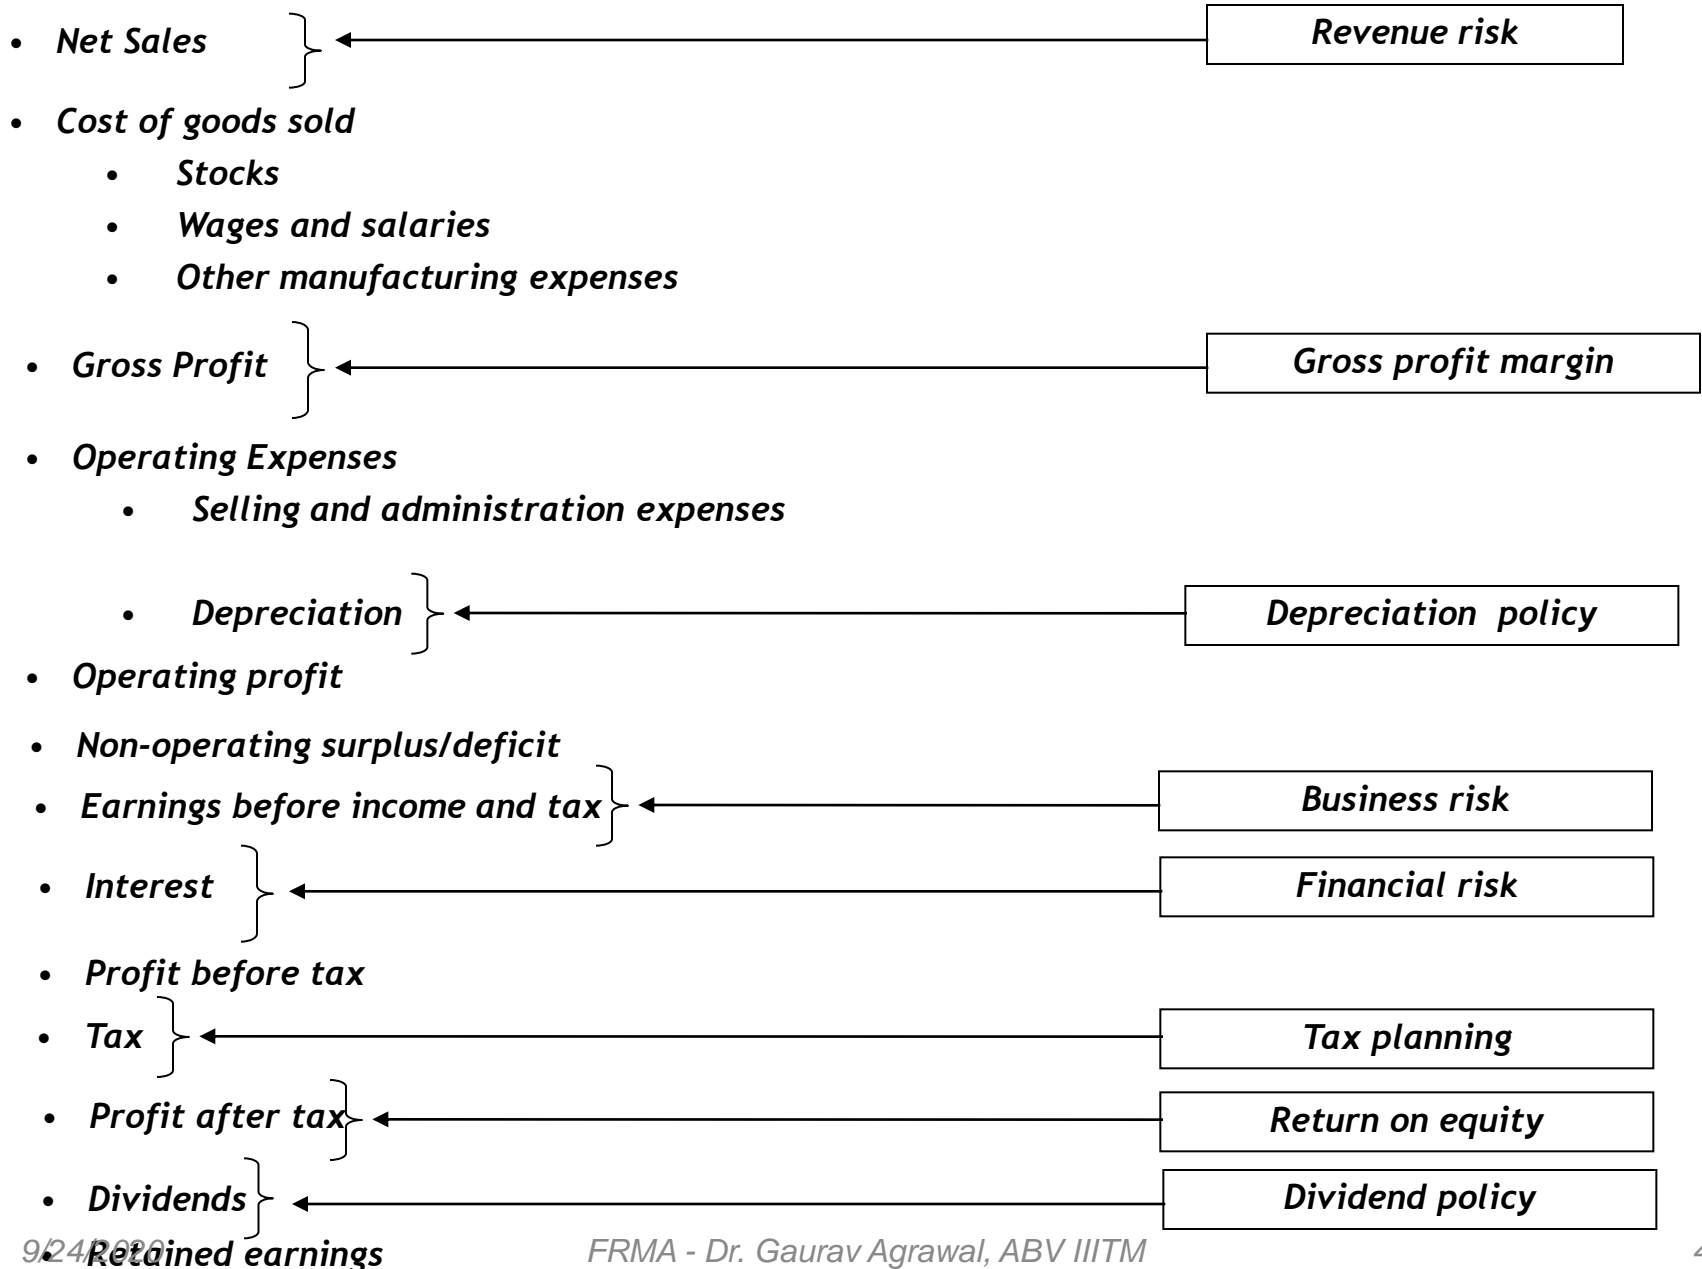 • Net Sales
Revenue risk
• Cost of goods sold
• Stocks
• Wages and salaries
• Other manufacturing expenses
• Gross Profit
Gross profit margin
• Operating Expenses
• Selling and administration expenses
• Depreciation
Depreciation policy
• Operating profit
• Non-operating surplus/deficit
• Earnings before income and tax
Business risk
• Interest
Financial risk
• Profit before tax
• Tax
Tax planning
• Profit after tax
Return on equity
• Dividends
Dividend policy
• Retained earnings
9/24/2020
FRMA - Dr. Gaurav Agrawal, ABV IIITM